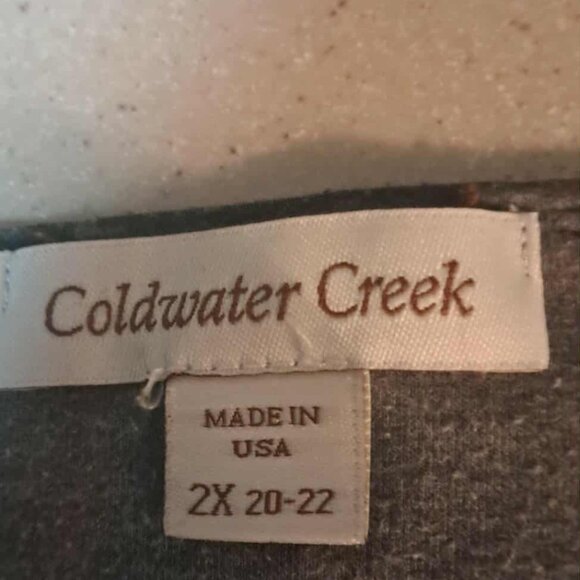 Coldwater Creek
MADE IN
USA
2X 20-22